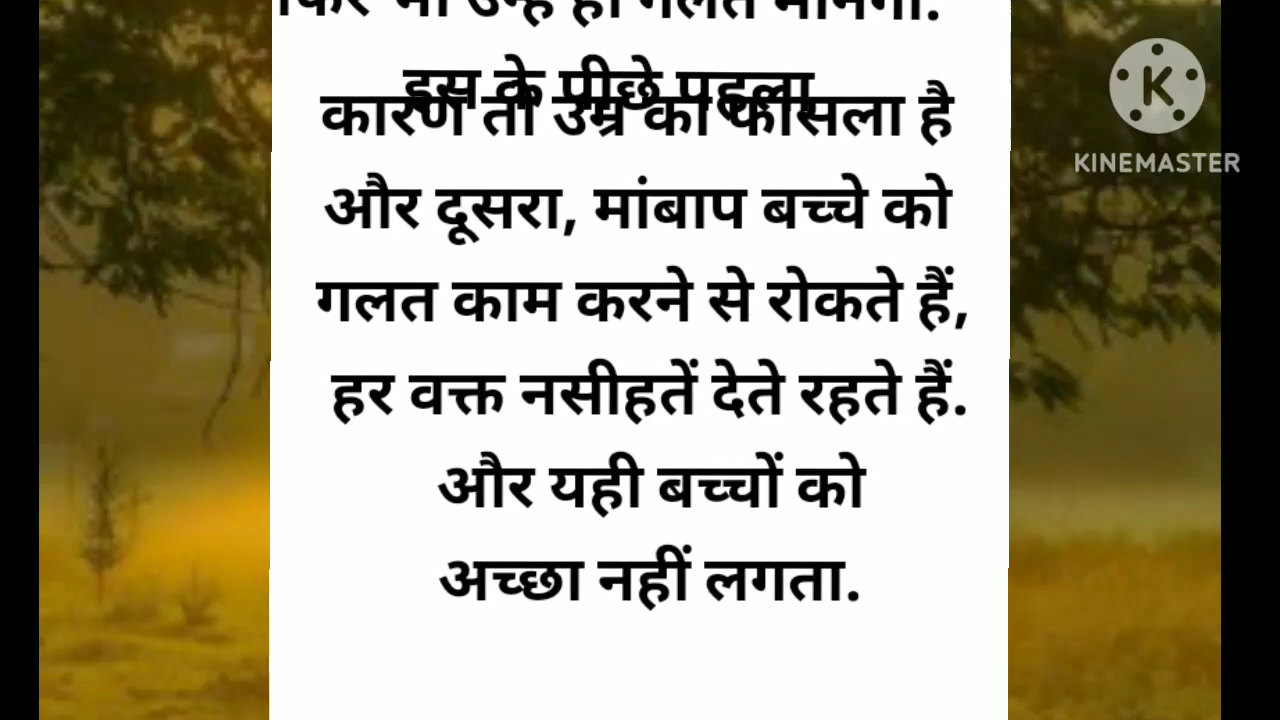 इस के पीछे पहला
कारण तो उम्र का फासला है
और दूसरा, मांबाप बच्चे को
गलत काम करने से रोकते हैं,
हर वक्त नसीहतें देते रहते हैं.
और यही बच्चों को
अच्छा नहीं लगता.
K
KINEMASTER